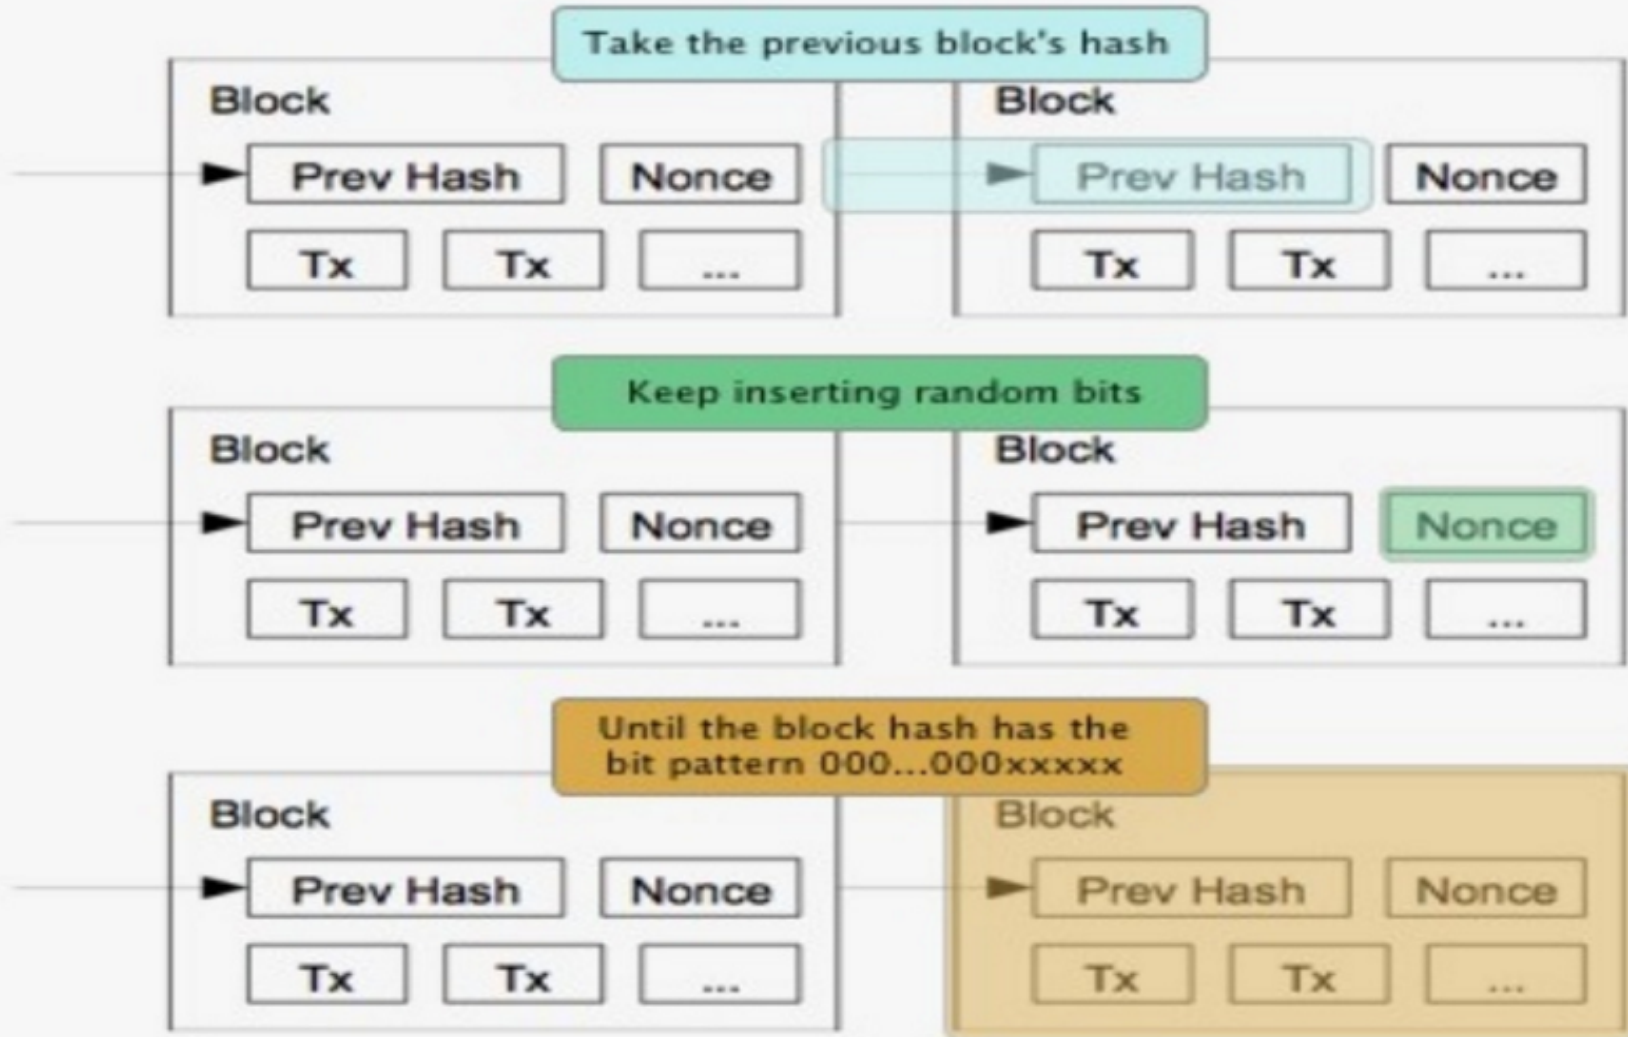 Take the previous block's hash
Block
Block
Prev Hash Nonce
Prev Hash Nonce
Tx Tx ...
Tx Tx ...
Keep inserting random bits
Block
Block
Prev Hash Nonce
Prev Hash Nonce
Tx Tx ...
Tx Tx ...
Until the block hash has the
bit pattern 000...000xxxxx
Block
Block
Prev Hash Nonce
Prev Hash Nonce
Tx Tx ...
Tx Tx ...